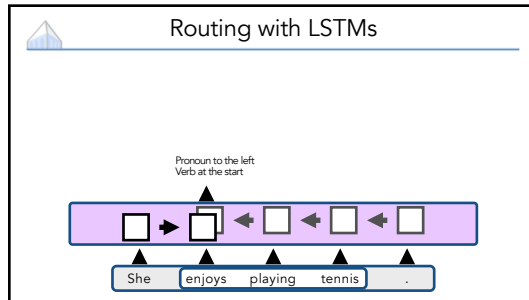 Routing with LSTMs
Pronoun to the left
Verb at the start
She enjoys playing tennis .